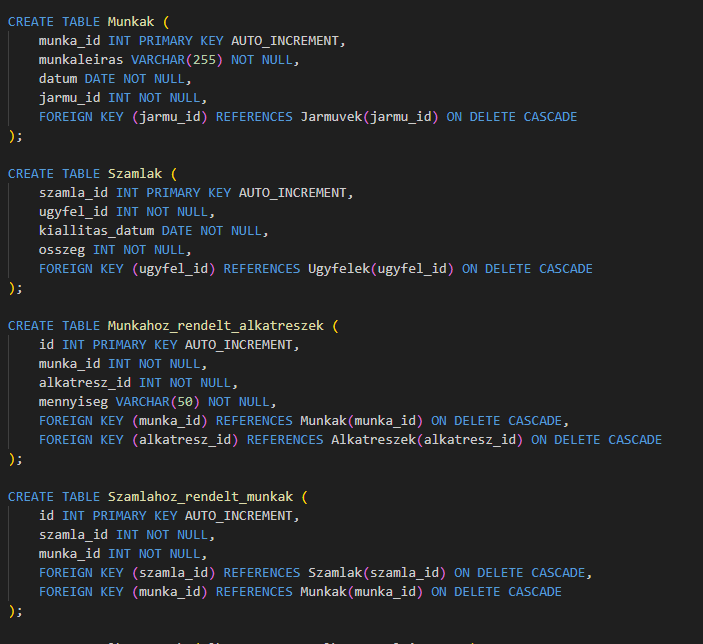 CREATE TABLE Munkak (
    munka_id INT PRIMARY KEY AUTO_INCREMENT,
    munkaleiras VARCHAR(255) NOT NULL,
    datum DATE NOT NULL,
    jarmu_id INT NOT NULL,
    FOREIGN KEY (jarmu_id) REFERENCES Jarmuvek(jarmu_id) ON DELETE CASCADE
);

CREATE TABLE Szamlak (
    szamla_id INT PRIMARY KEY AUTO_INCREMENT,
    ugyfel_id INT NOT NULL,
    kiallitas_datum DATE NOT NULL,
    osszeg INT NOT NULL,
    FOREIGN KEY (ugyfel_id) REFERENCES Ugyfelek(ugyfel_id) ON DELETE CASCADE
);

CREATE TABLE Munkahoz_rendelt_alkatreszek (
    id INT PRIMARY KEY AUTO_INCREMENT,
    munka_id INT NOT NULL,
    alkatresz_id INT NOT NULL,
    mennyiseg VARCHAR(50) NOT NULL,
    FOREIGN KEY (munka_id) REFERENCES Munkak(munka_id) ON DELETE CASCADE,
    FOREIGN KEY (alkatresz_id) REFERENCES Alkatreszek(alkatresz_id) ON DELETE CASCADE
);

CREATE TABLE Szamlahoz_rendelt_munkak (
    id INT PRIMARY KEY AUTO_INCREMENT,
    szamla_id INT NOT NULL,
    munka_id INT NOT NULL,
    FOREIGN KEY (szamla_id) REFERENCES Szamlak(szamla_id) ON DELETE CASCADE,
    FOREIGN KEY (munka_id) REFERENCES Munkak(munka_id) ON DELETE CASCADE
);